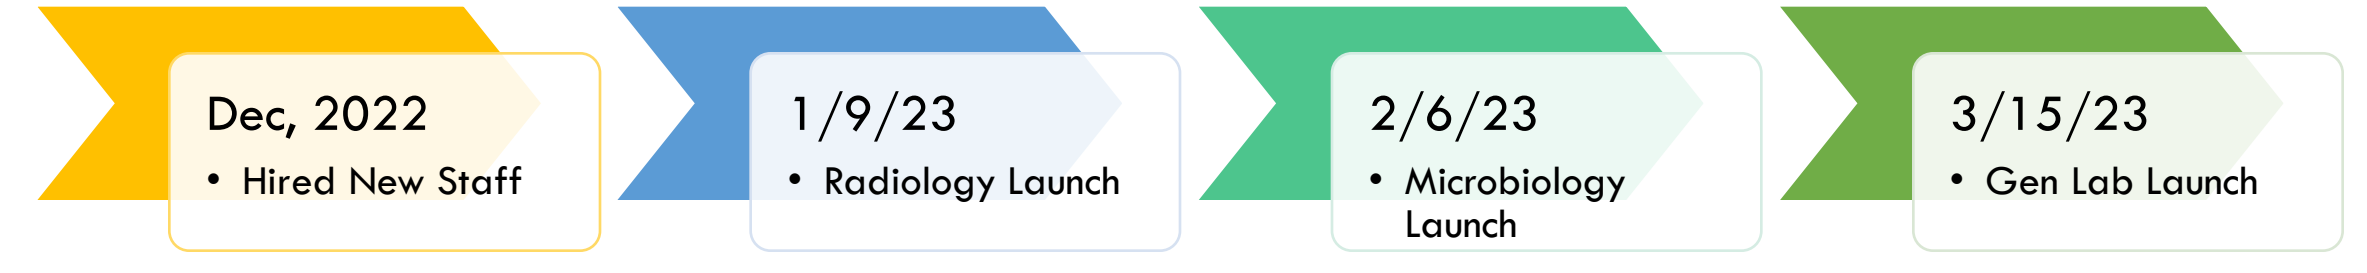 Dec, 2022
• Hired New Staff
1/9/23
• Radiology Launch
2/6/23
• Microbiology
Launch
3/15/23
• Gen Lab Launch